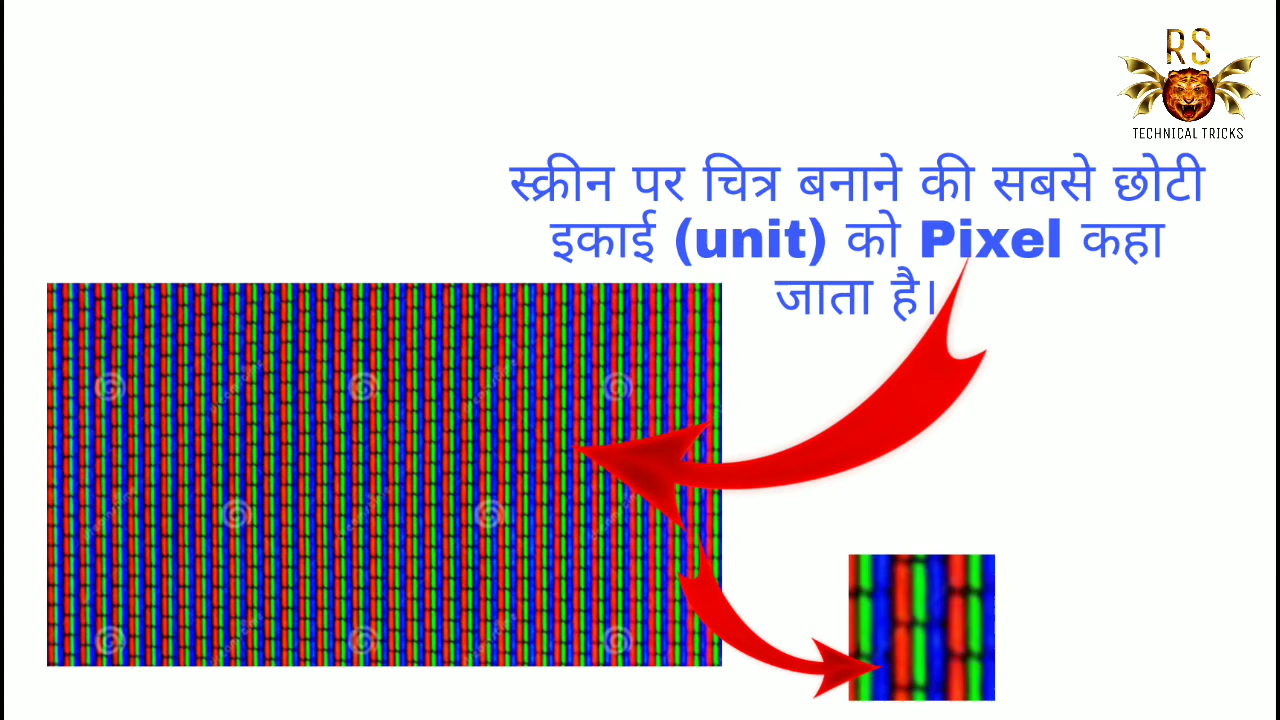 RS
TECHNICAL TRICKS
स्क्रीन पर चित्र बनाने की सबसे छोटी
इकाई (unit) को Pixel कहा
जाता है।